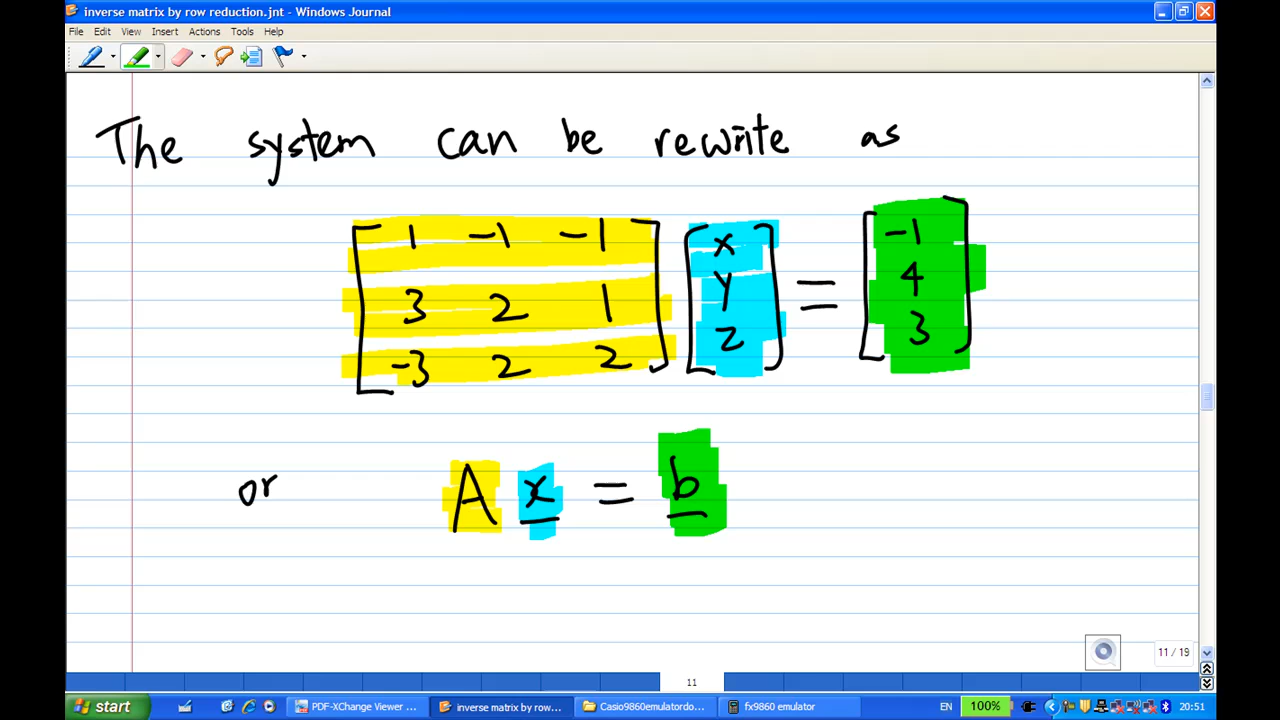 inverse matrix by row reduction.jnt - Windows Journal
File Edit View Insert Actions Tools Help
The system can be rewrite as
[1 -1 -1] [x] = [-1]
[3 2 1] [y] [4]
[-3 2 2] [z] [3]
or A x = b
11 / 19
11
start PDF-XChange Viewer ... inverse matrix by row... Casio9860emulatordo... fx9860 emulator EN 100% 20:51